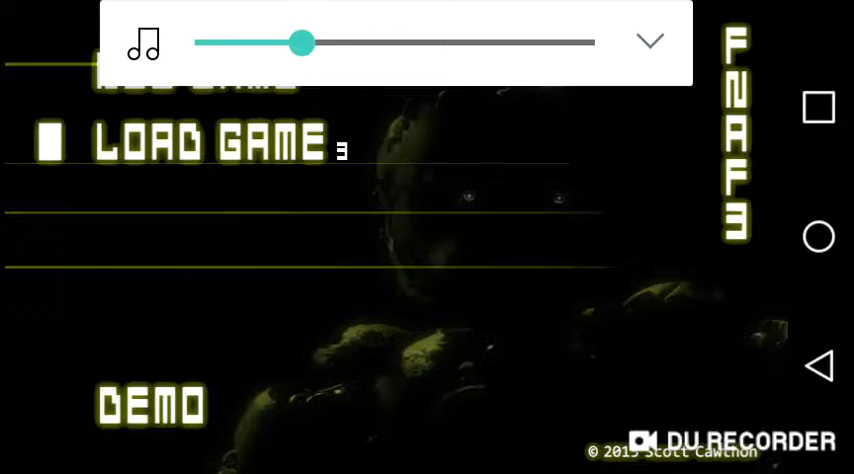 LOAD GAME 3
DEMO
FNAF3
DU RECORDER
© 2015 Scott Cawthon